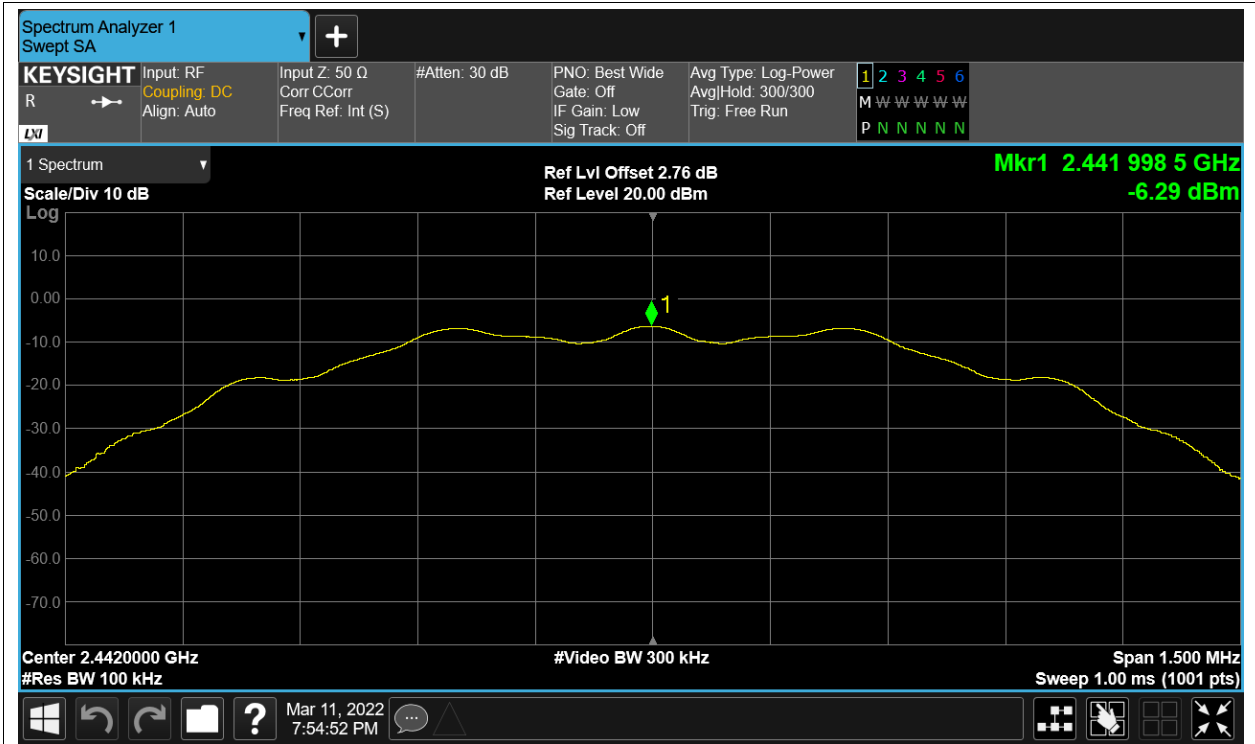 Spectrum Analyzer 1
Swept SA
+
KEYSIGHT
R
LXI
Input: RF
Coupling: DC
Align: Auto
Input Z: 50 Ω
Corr CCorr
Freq Ref: Int (S)
#Atten: 30 dB
PNO: Best Wide
Gate: Off
IF Gain: Low
Sig Track: Off
Avg Type: Log-Power
Avg|Hold: 300/300
Trig: Free Run
1 2 3 4 5 6
M W W W W W
P N N N N N
1 Spectrum
Scale/Div 10 dB
Log
Ref Lvl Offset 2.76 dB
Ref Level 20.00 dBm
Mkr1 2.441 998 5 GHz
-6.29 dBm
10.0
0.00
-10.0
-20.0
-30.0
-40.0
-50.0
-60.0
-70.0
1
Center 2.4420000 GHz
#Res BW 100 kHz
#Video BW 300 kHz
Span 1.500 MHz
Sweep 1.00 ms (1001 pts)
?
Mar 11, 2022
7:54:52 PM